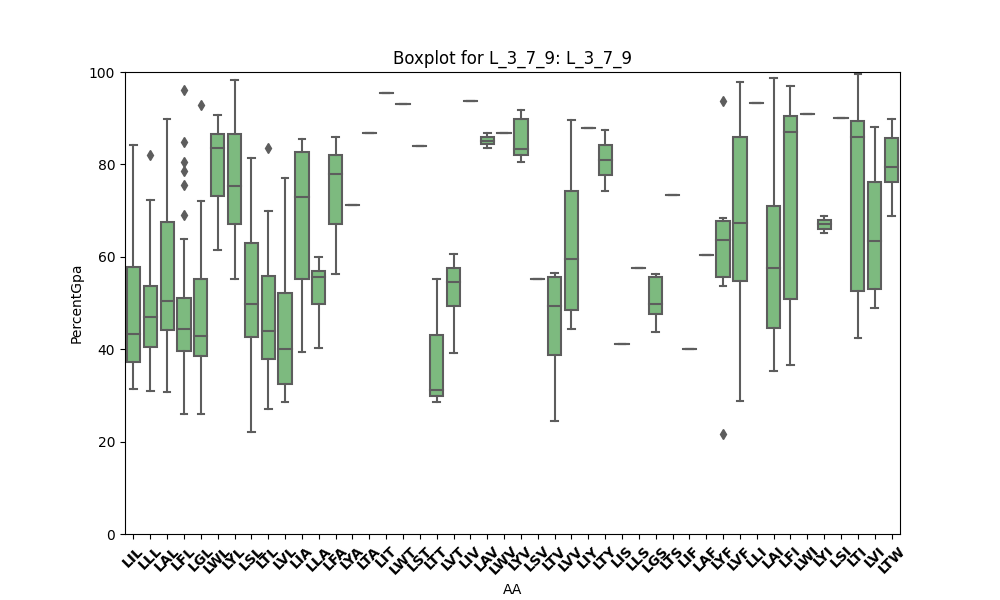 Boxplot for L_3_7_9: L_3_7_9
PercentGpa
100
80
60
40
20
0
LIL LLL LAL LFL LGL LWL LYL LSL LTL LVL LIA LLA LFA LYA LTA LIT LWT LST LTT LVT LIV LAV LWV LYV LSV LTV LVV LIY LTY LIS LLS LGS LTS LIF LAF LYF LVF LLI LAI LFI LWI LYI LSI LTI LVI LTW
AA